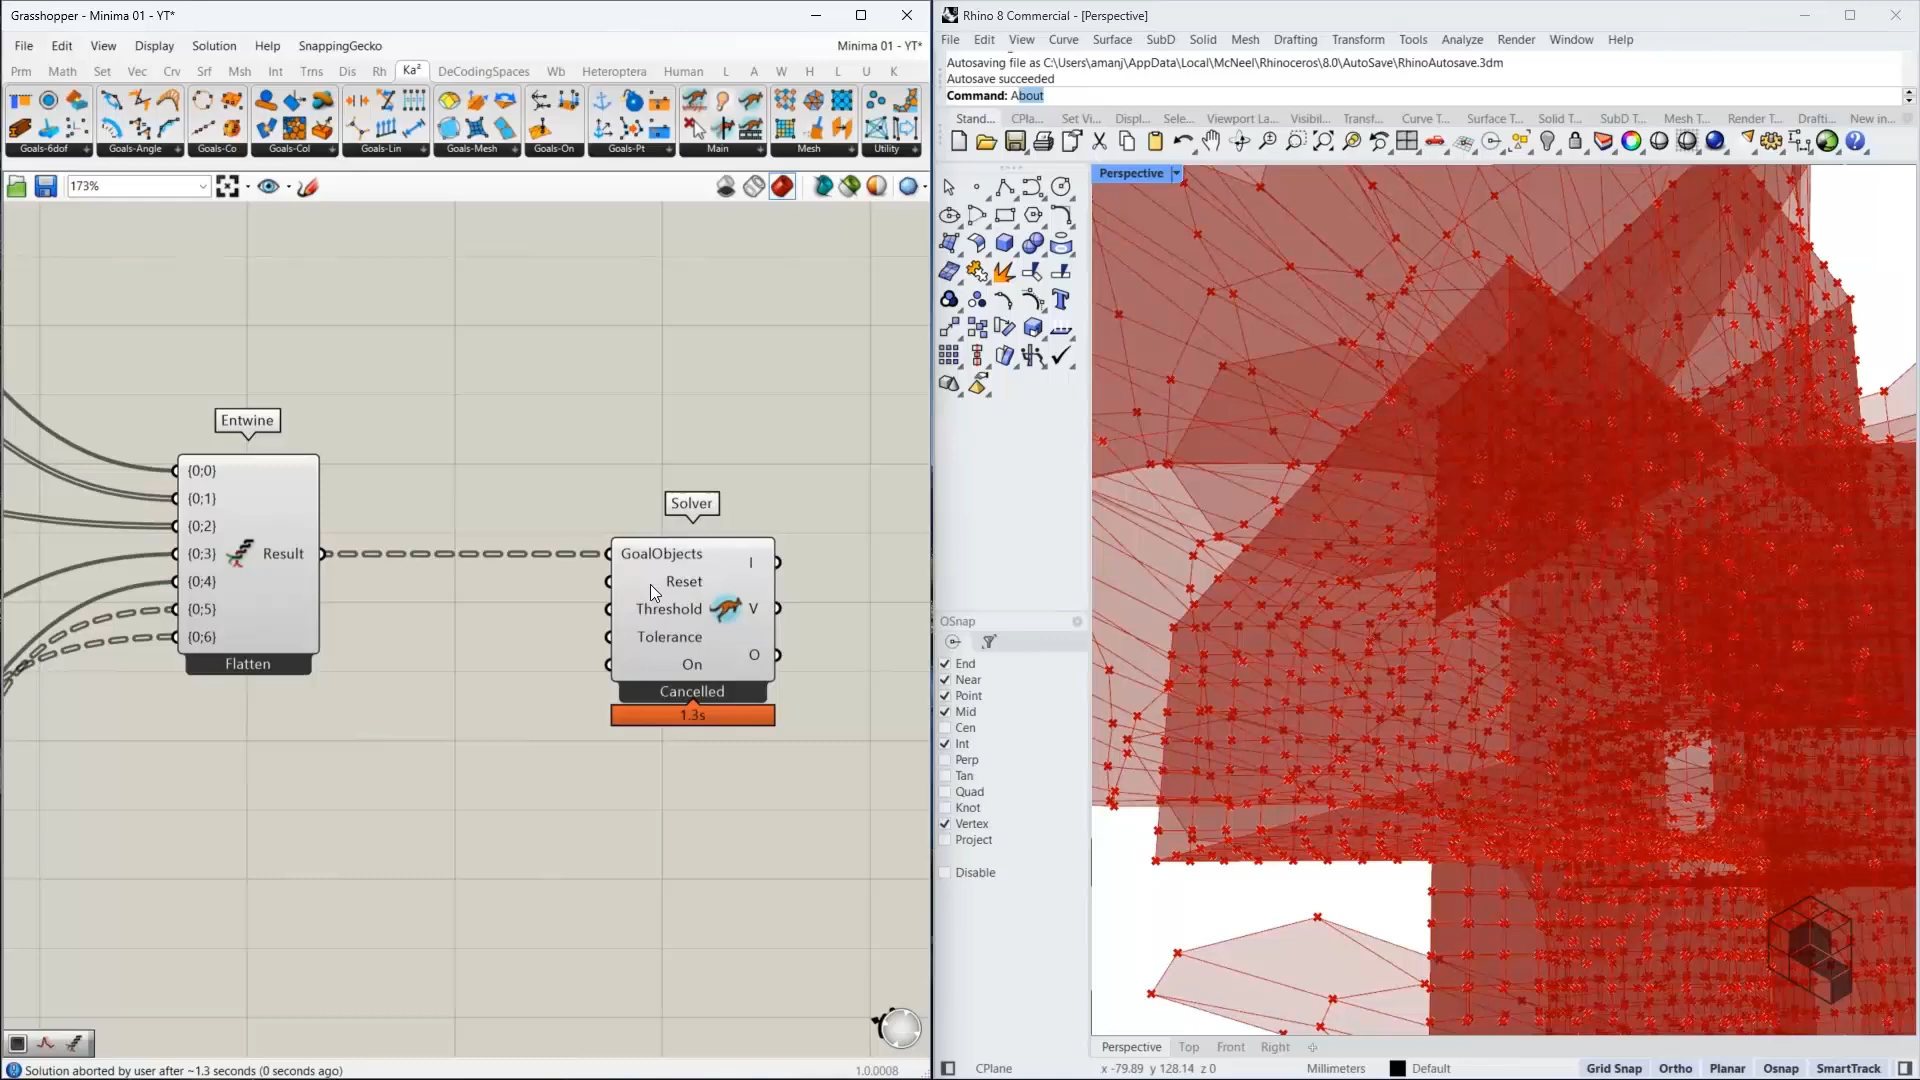 Grasshopper - Minima 01 - YT*
File Edit View Display Solution Help SnappingGecko Minima 01 - YT*
Prm Math Set Vec Crv Srf Msh Int Trns Dis Rh Ka² DeCodingSpaces Wb Heteroptera Human L A W H L U K
Goals-6dof Goals-Angle Goals-Co Goals-Col Goals-Lin Goals-Mesh Goals-On Goals-Pt Main Mesh Utility
173%
Entwine
{0;0}
{0;1}
{0;2}
{0;3}
{0;4}
{0;5}
{0;6}
Result
Flatten
Solver
GoalObjects
Reset
Threshold
Tolerance
On
I
V
O
Cancelled
1.3s
Solution aborted by user after ~1.3 seconds (0 seconds ago)
1.0.0008
Rhino 8 Commercial - [Perspective]
File Edit View Curve Surface SubD Solid Mesh Drafting Transform Tools Analyze Render Window Help
Autosaving file as C:\Users\amanj\AppData\Local\McNeel\Rhinoceros\8.0\AutoSave\RhinoAutosave.3dm
Autosave succeeded
Command: About
Stand... CPla... Set Vi... Displ... Sele... Viewport La... Visibil... Transf... Curve T... Surface T... Solid T... SubD T... Mesh T... Render T... Drafti... New in...
Perspective
OSnap
End
Near
Point
Mid
Cen
Int
Perp
Tan
Quad
Knot
Vertex
Project
Disable
Perspective Top Front Right
CPlane x -79.89 y 128.14 z 0 Millimeters Default Grid Snap Ortho Planar Osnap SmartTrack